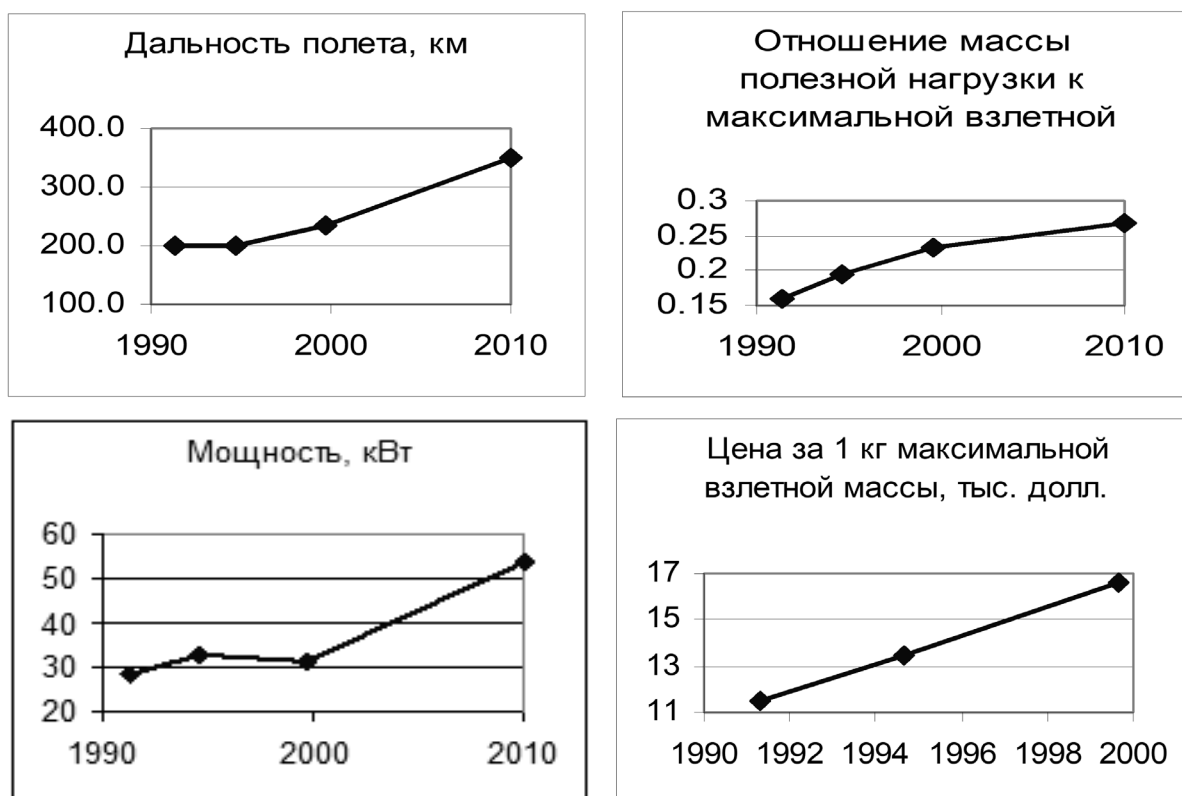 Дальность полета, км
400.0
300.0
200.0
100.0
1990 2000 2010
Отношение массы
полезной нагрузки к
максимальной взлетной
0.3
0.25
0.2
0.15
1990 2000 2010
Мощность, кВт
60
50
40
30
20
1990 2000 2010
Цена за 1 кг максимальной
взлетной массы, тыс. долл.
17
15
13
11
1990 1992 1994 1996 1998 2000